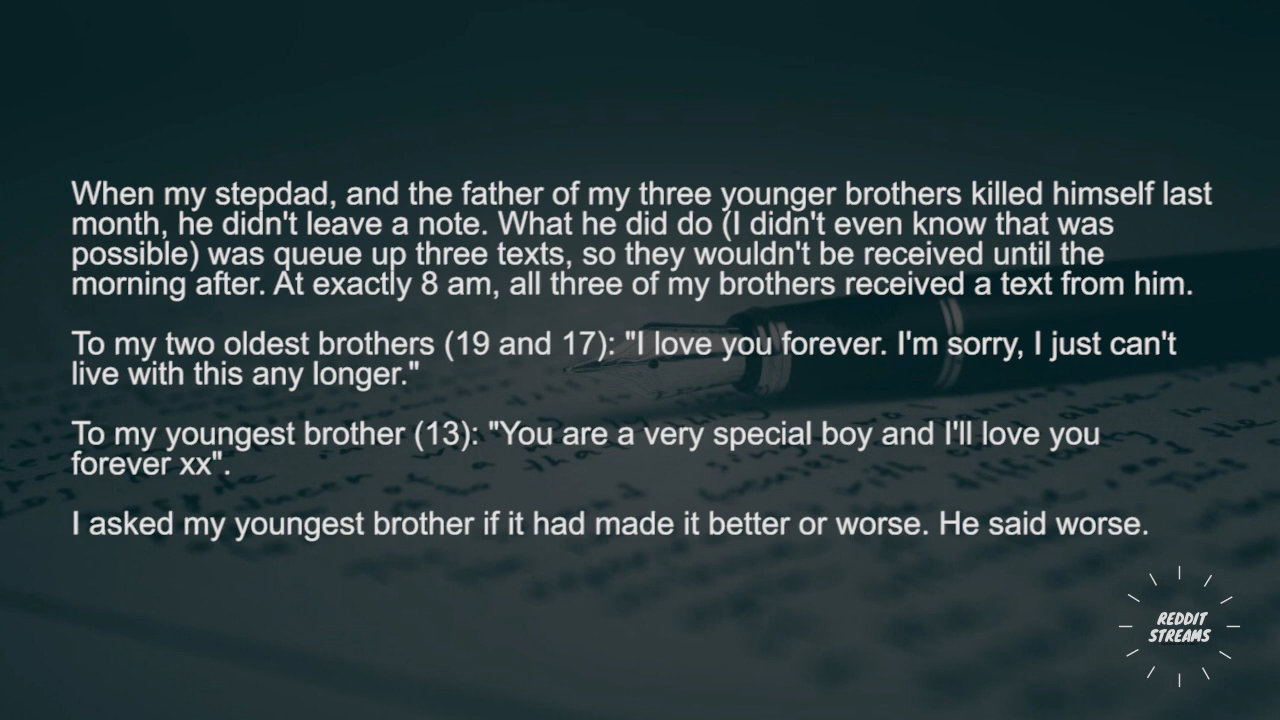 When my stepdad, and the father of my three younger brothers killed himself last
month, he didn't leave a note. What he did do (I didn't even know that was
possible) was queue up three texts, so they wouldn't be received until the
morning after. At exactly 8 am, all three of my brothers received a text from him.
To my two oldest brothers (19 and 17): "I love you forever. I'm sorry, I just can't
live with this any longer."
To my youngest brother (13): "You are a very special boy and I'll love you
forever xx".
I asked my youngest brother if it had made it better or worse. He said worse.
REDDIT
STREAMS